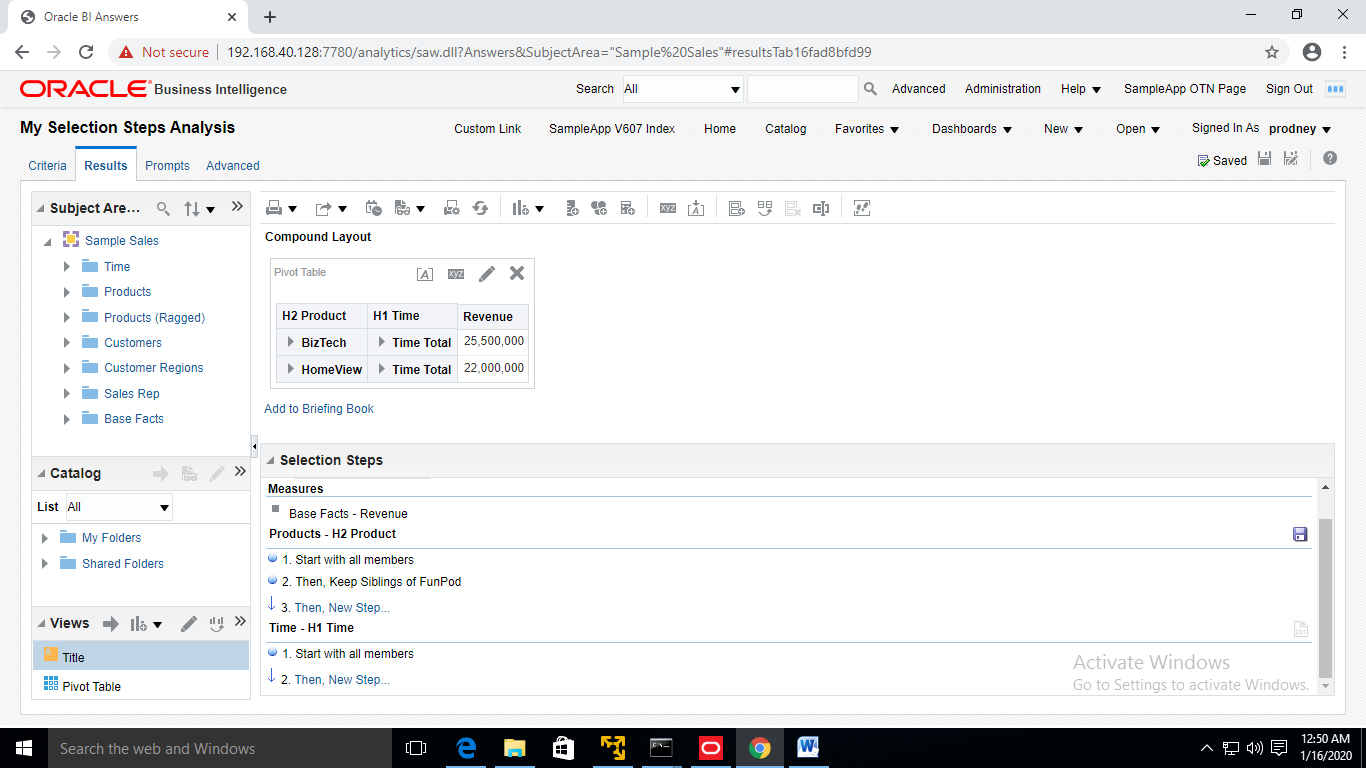 Oracle BI Answers
Not secure 192.168.40.128:7780/analytics/saw.dll?Answers&SubjectArea="Sample%20Sales"#resultsTab16fad8bfd99
ORACLE Business Intelligence
Search All Advanced Administration Help SampleApp OTN Page Sign Out
My Selection Steps Analysis
Custom Link SampleApp V607 Index Home Catalog Favorites Dashboards New Open Signed In As prodney
Criteria Results Prompts Advanced
Saved
Subject Are...
Sample Sales
Time
Products
Products (Ragged)
Customers
Customer Regions
Sales Rep
Base Facts
Catalog
List All
My Folders
Shared Folders
Views
Title
Pivot Table
Compound Layout
Pivot Table
H2 Product H1 Time Revenue
BizTech Time Total 25,500,000
HomeView Time Total 22,000,000
Add to Briefing Book
Selection Steps
Measures
Base Facts - Revenue
Products - H2 Product
1. Start with all members
2. Then, Keep Siblings of FunPod
3. Then, New Step...
Time - H1 Time
1. Start with all members
2. Then, New Step...
Activate Windows
Go to Settings to activate Windows.
Search the web and Windows
12:50 AM
1/16/2020